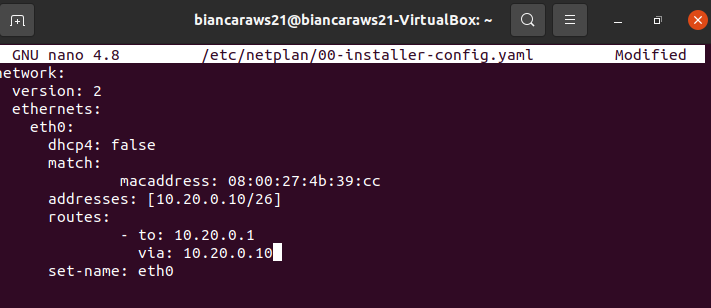 biancaraws21@biancaraws21-VirtualBox: ~
GNU nano 4.8 /etc/netplan/00-installer-config.yaml Modified
network:
version: 2
ethernets:
eth0:
dhcp4: false
match:
macaddress: 08:00:27:4b:39:cc
addresses: [10.20.0.10/26]
routes:
- to: 10.20.0.1
via: 10.20.0.10
set-name: eth0